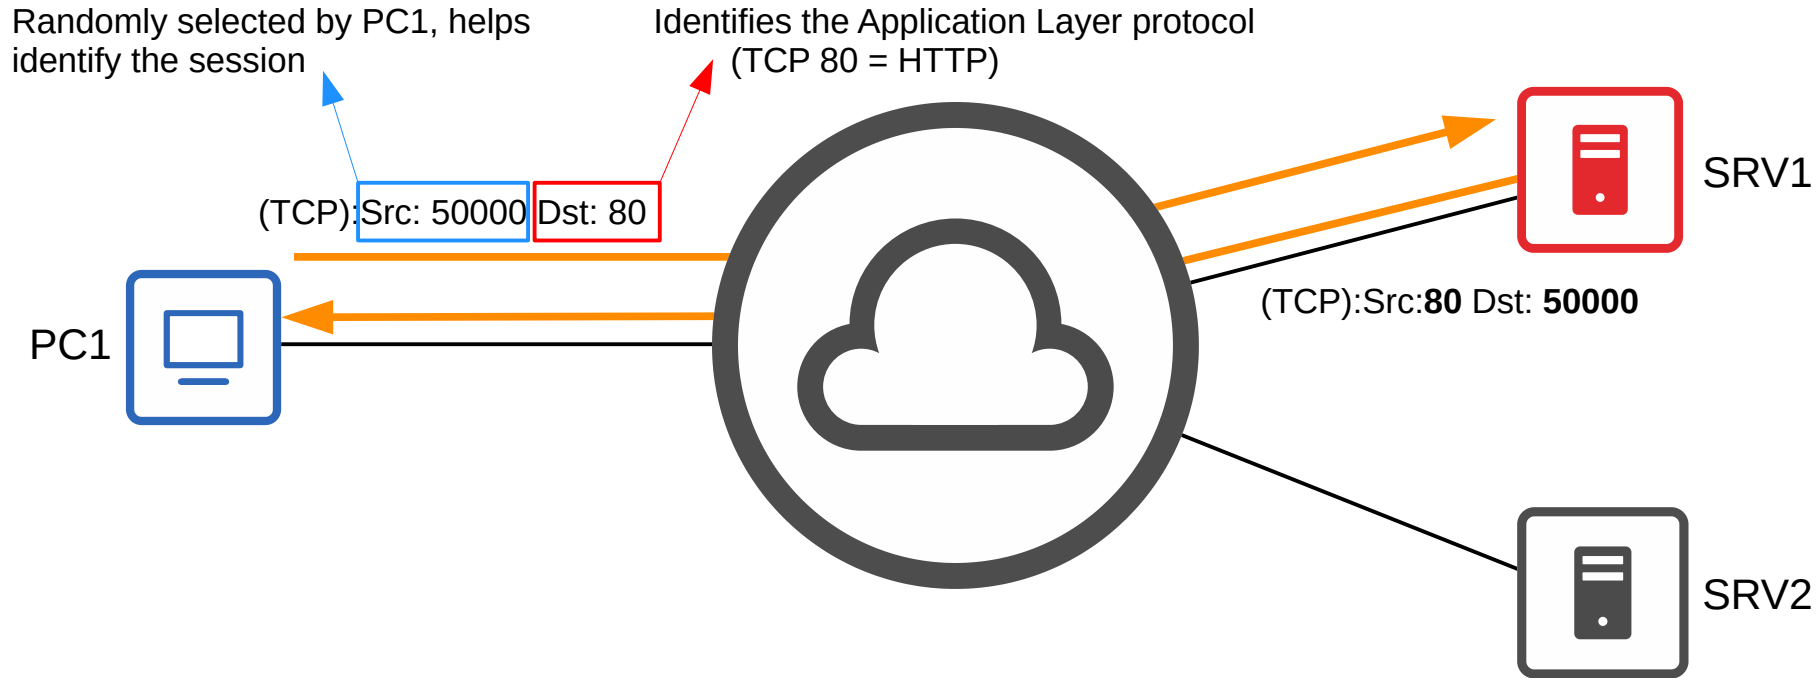 Randomly selected by PC1, helps
identify the session
Identifies the Application Layer protocol
(TCP 80 = HTTP)
(TCP):Src: 50000 Dst: 80
SRV1
(TCP):Src:80 Dst: 50000
PC1
SRV2